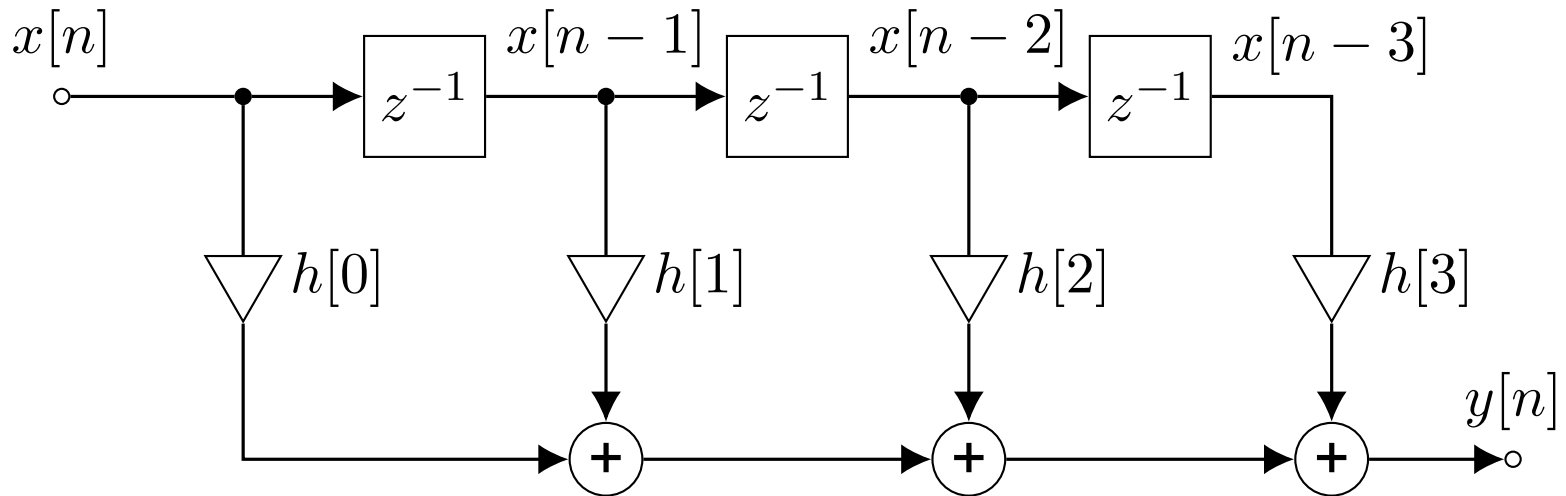 x[n] x[n − 1] x[n − 2] x[n − 3]
z⁻¹ z⁻¹ z⁻¹
h[0] h[1] h[2] h[3]
y[n]
+ + +